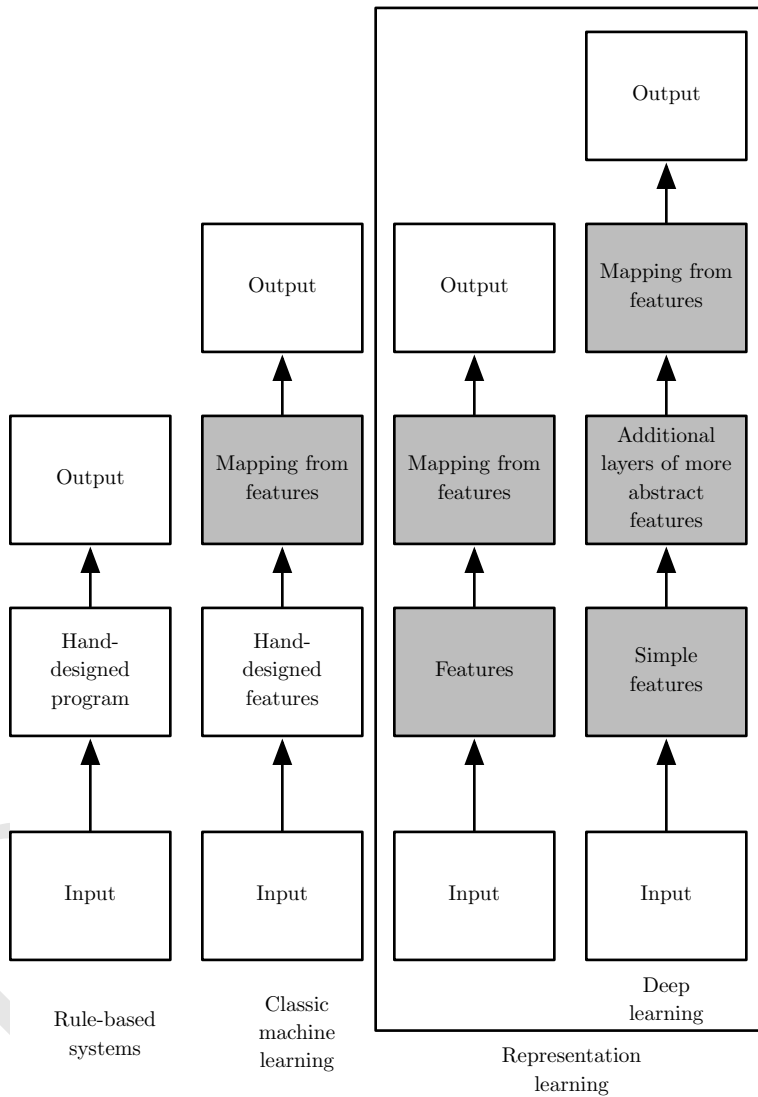 Output
Mapping from
features
Additional
layers of more
abstract
features
Simple
features
Input
Deep
learning
Output
Mapping from
features
Features
Input
Representation
learning
Output
Mapping from
features
Hand-
designed
features
Input
Classic
machine
learning
Output
Hand-
designed
program
Input
Rule-based
systems